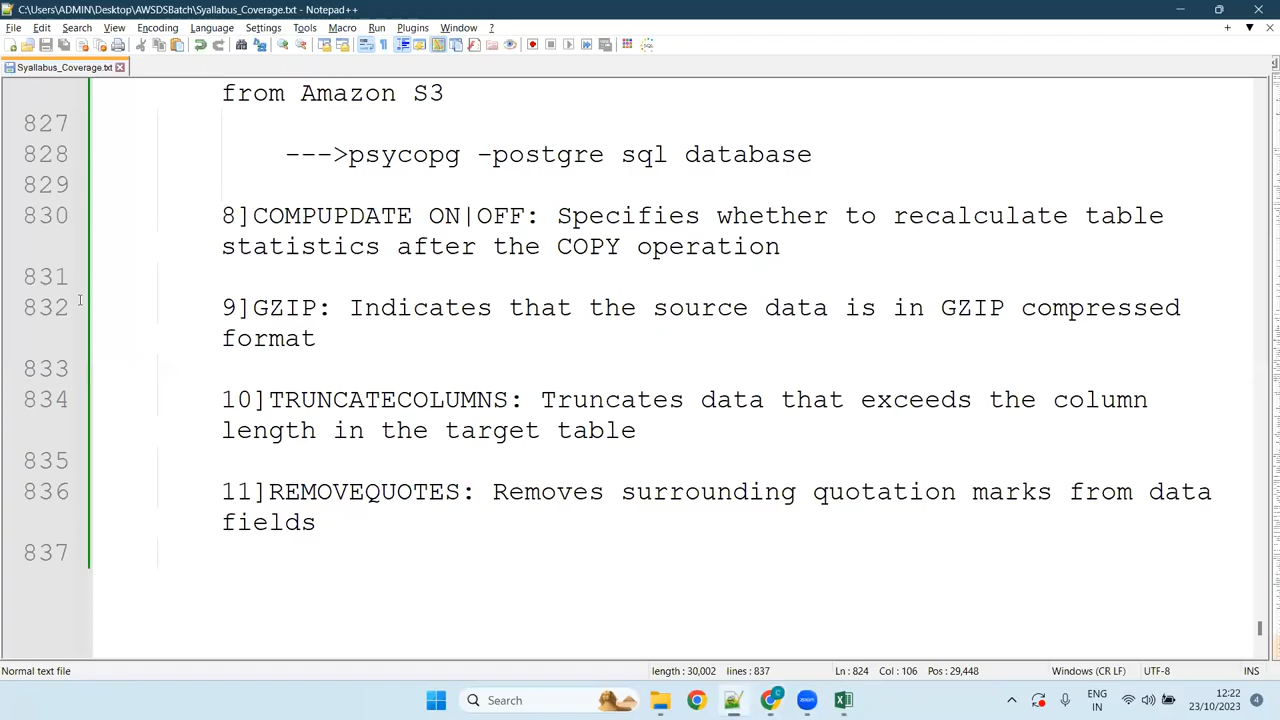 C:\Users\ADMIN\Desktop\AWSDSBatch\Syallabus_Coverage.txt - Notepad++
File Edit Search View Encoding Language Settings Tools Macro Run Plugins Window ?
Syallabus_Coverage.txt
from Amazon S3
827
828 --->psycopg -postgre sql database
829
830 8]COMPUPDATE ON|OFF: Specifies whether to recalculate table
statistics after the COPY operation
831
832 9]GZIP: Indicates that the source data is in GZIP compressed
format
833
834 10]TRUNCATECOLUMNS: Truncates data that exceeds the column
length in the target table
835
836 11]REMOVEQUOTES: Removes surrounding quotation marks from data
fields
837
Normal text file length : 30,002 lines : 837 Ln : 824 Col : 106 Pos : 29,448 Windows (CR LF) UTF-8 INS
Search ENG IN 12:22 23/10/2023 4